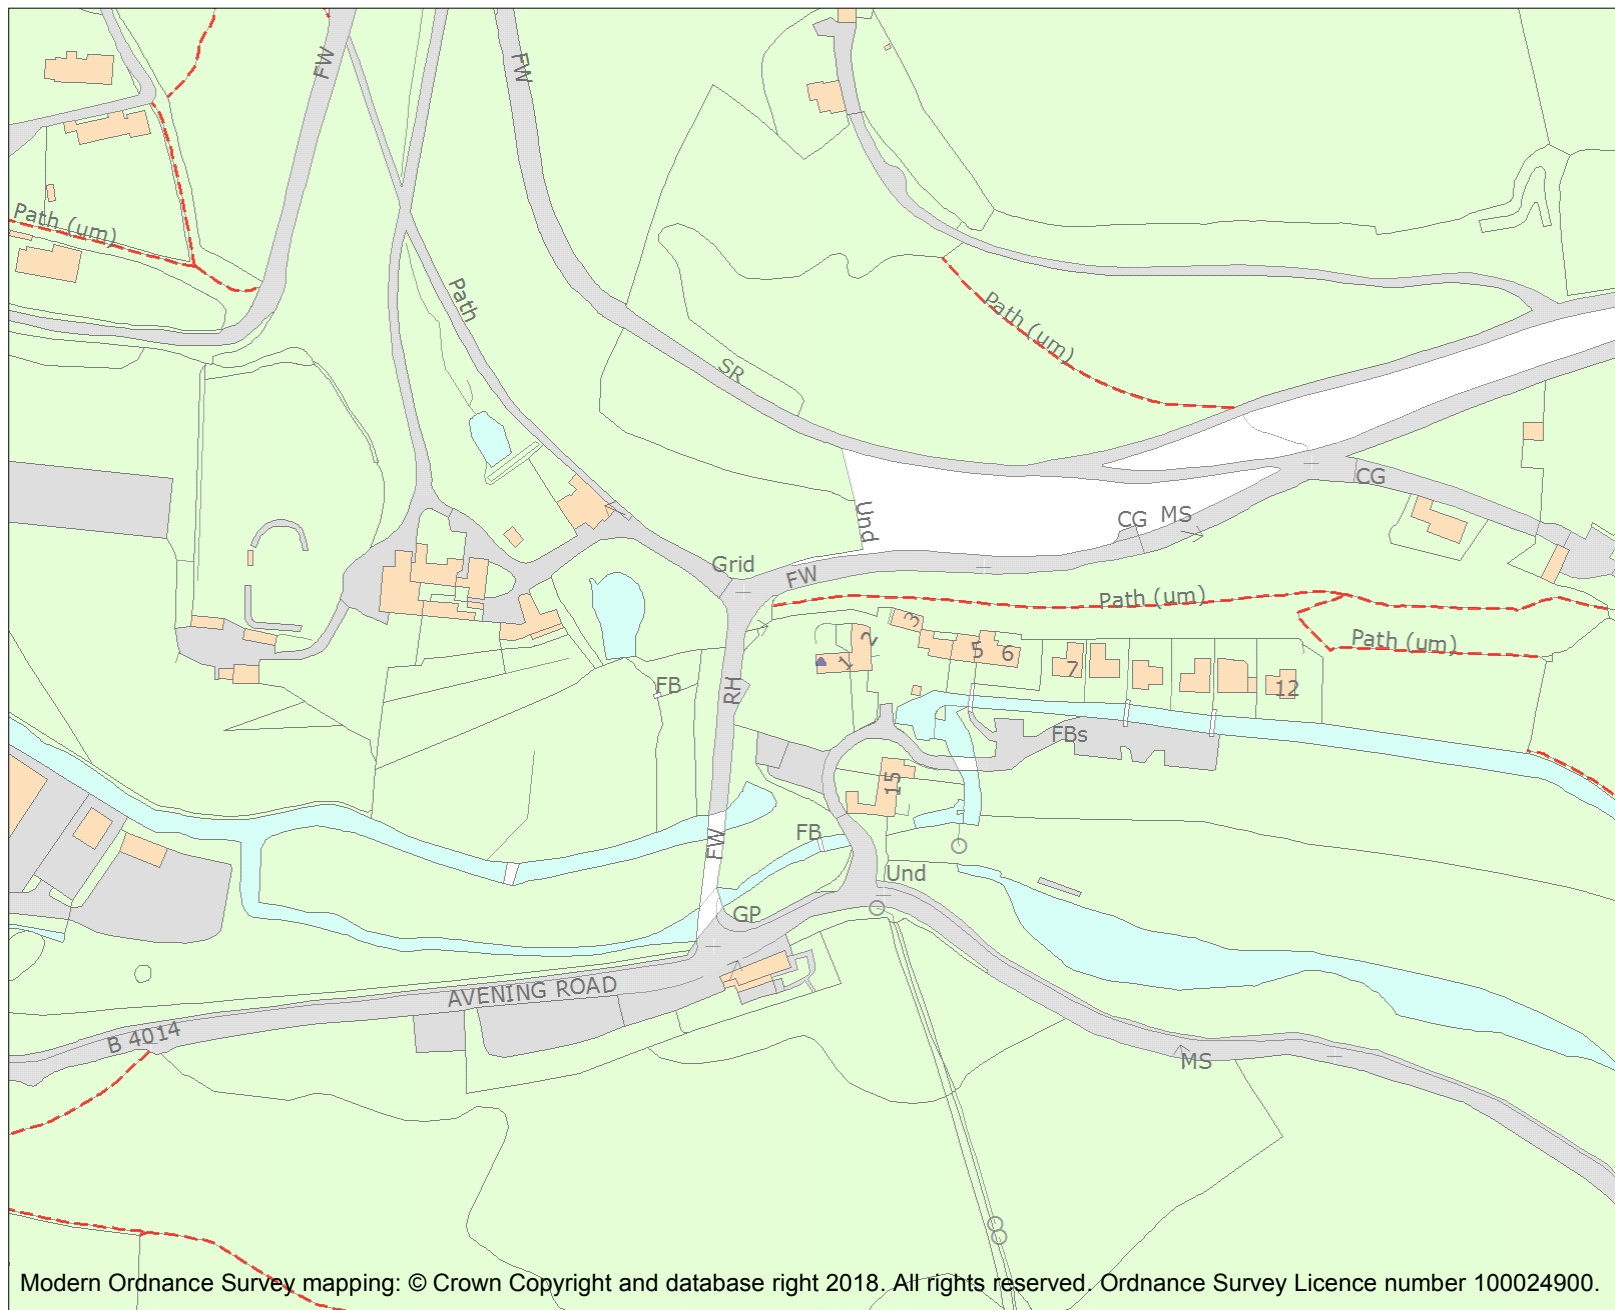 FW
FW
Path (um)
Path
Path (um)
SR
CG
Und
CG MS
Grid
FW
Path (um)
Path (um)
3
2
1
5
6
7
12
FB
RH
FBs
15
FB
FW
Und
GP
AVENING ROAD
B 4014
MS
Modern Ordnance Survey mapping: © Crown Copyright and database right 2018. All rights reserved. Ordnance Survey Licence number 100024900.